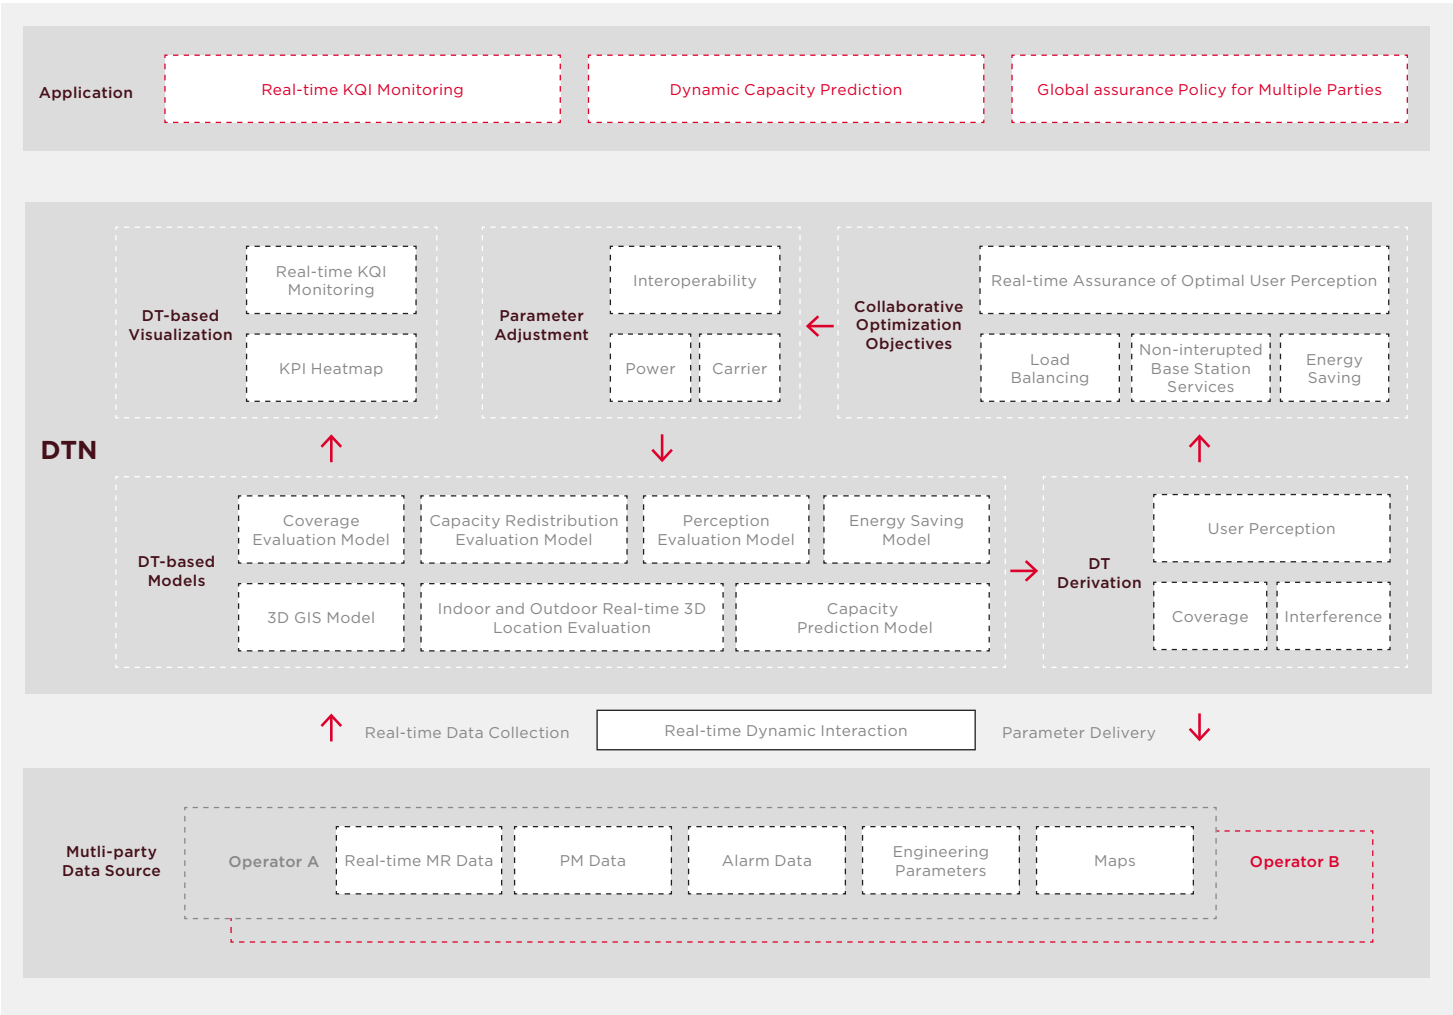 Application
Real-time KQI Monitoring
Dynamic Capacity Prediction
Global assurance Policy for Multiple Parties
DTN
DT-based
Visualization
Real-time KQI
Monitoring
KPI Heatmap
Parameter
Adjustment
Interoperability
Power
Carrier
Collaborative
Optimization
Objectives
Real-time Assurance of Optimal User Perception
Load
Balancing
Non-interupted
Base Station
Services
Energy
Saving
DT-based
Models
Coverage
Evaluation Model
Capacity Redistribution
Evaluation Model
Perception
Evaluation Model
Energy Saving
Model
3D GIS Model
Indoor and Outdoor Real-time 3D
Location Evaluation
Capacity
Prediction Model
DT
Derivation
User Perception
Coverage
Interference
Real-time Data Collection
Real-time Dynamic Interaction
Parameter Delivery
Mutli-party
Data Source
Operator A
Real-time MR Data
PM Data
Alarm Data
Engineering
Parameters
Maps
Operator B